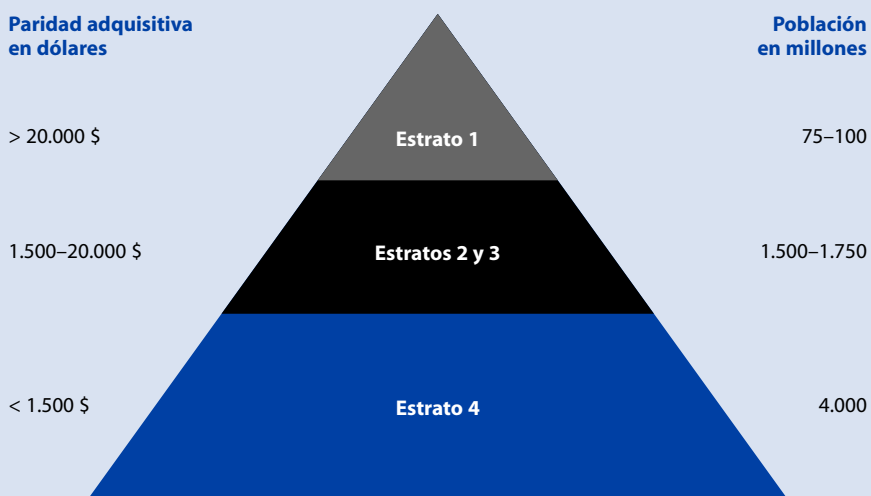 Paridad adquisitiva
en dólares
Población
en millones
> 20.000 $
Estrato 1
75–100
1.500–20.000 $
Estratos 2 y 3
1.500–1.750
< 1.500 $
Estrato 4
4.000